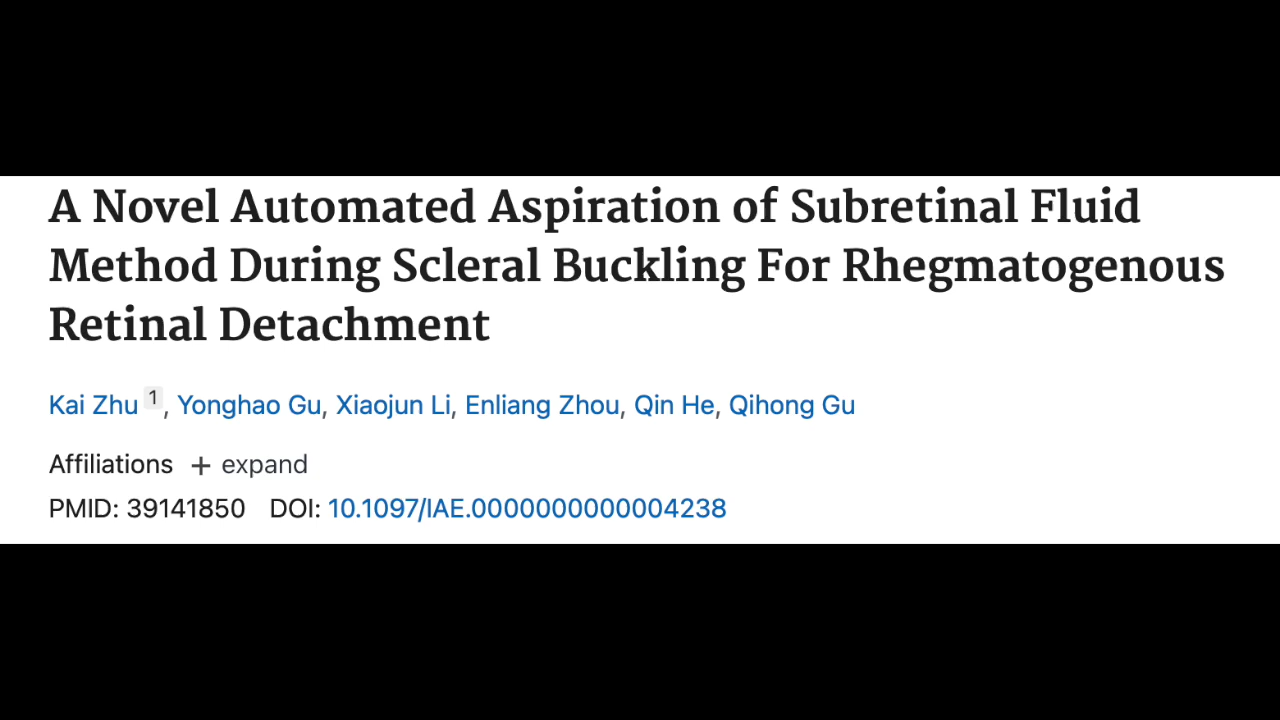 A Novel Automated Aspiration of Subretinal Fluid
Method During Scleral Buckling For Rhegmatogenous
Retinal Detachment
Kai Zhu 1, Yonghao Gu, Xiaojun Li, Enliang Zhou, Qin He, Qihong Gu
Affiliations + expand
PMID: 39141850 DOI: 10.1097/IAE.0000000000004238